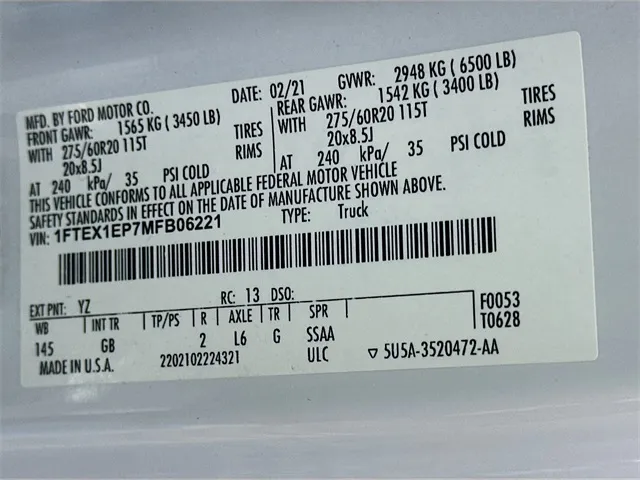 MFD. BY FORD MOTOR CO. DATE: 02/21 GVWR: 2948 KG ( 6500 LB)
FRONT GAWR: 1565 KG ( 3450 LB) REAR GAWR: 1542 KG ( 3400 LB)
WITH 275/60R20 115T TIRES WITH 275/60R20 115T TIRES
20x8.5J RIMS 20x8.5J RIMS
AT 240 kPa/ 35 PSI COLD AT 240 kPa/ 35 PSI COLD
THIS VEHICLE CONFORMS TO ALL APPLICABLE FEDERAL MOTOR VEHICLE
SAFETY STANDARDS IN EFFECT ON THE DATE OF MANUFACTURE SHOWN ABOVE.
VIN: 1FTEX1EP7MFB06221 TYPE: Truck
EXT PNT: YZ RC: 13 DSO: F0053
WB INT TR TP/PS R AXLE TR SPR T0628
145 GB 2 L6 G SSAA
MADE IN U.S.A. 2202102224321 ULC ▽ 5U5A-3520472-AA